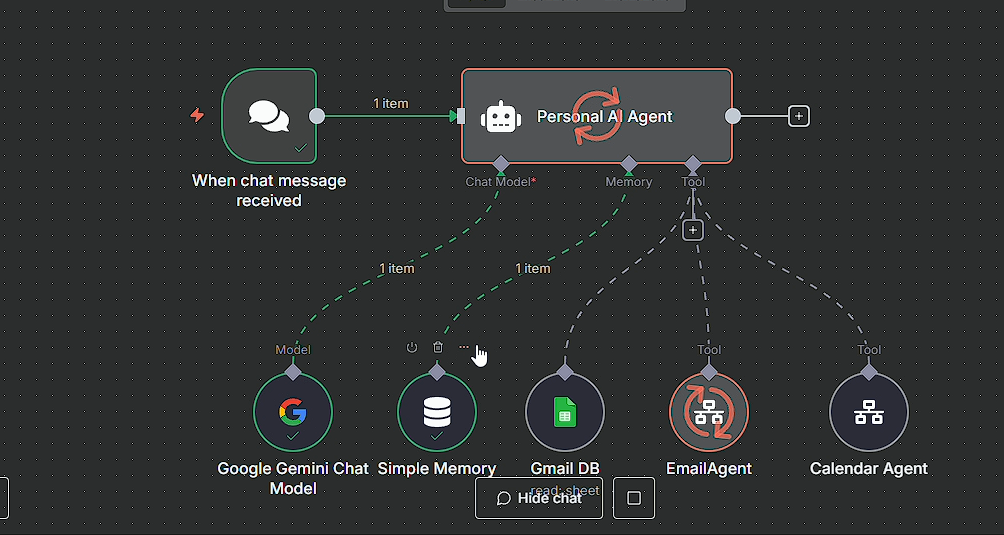 1 item
Personal AI Agent
When chat message
received
Chat Model*
Memory
Tool
1 item
1 item
Model
Tool
Tool
Google Gemini Chat
Model
Simple Memory
Gmail DB
read: sheet
EmailAgent
Calendar Agent
Hide chat